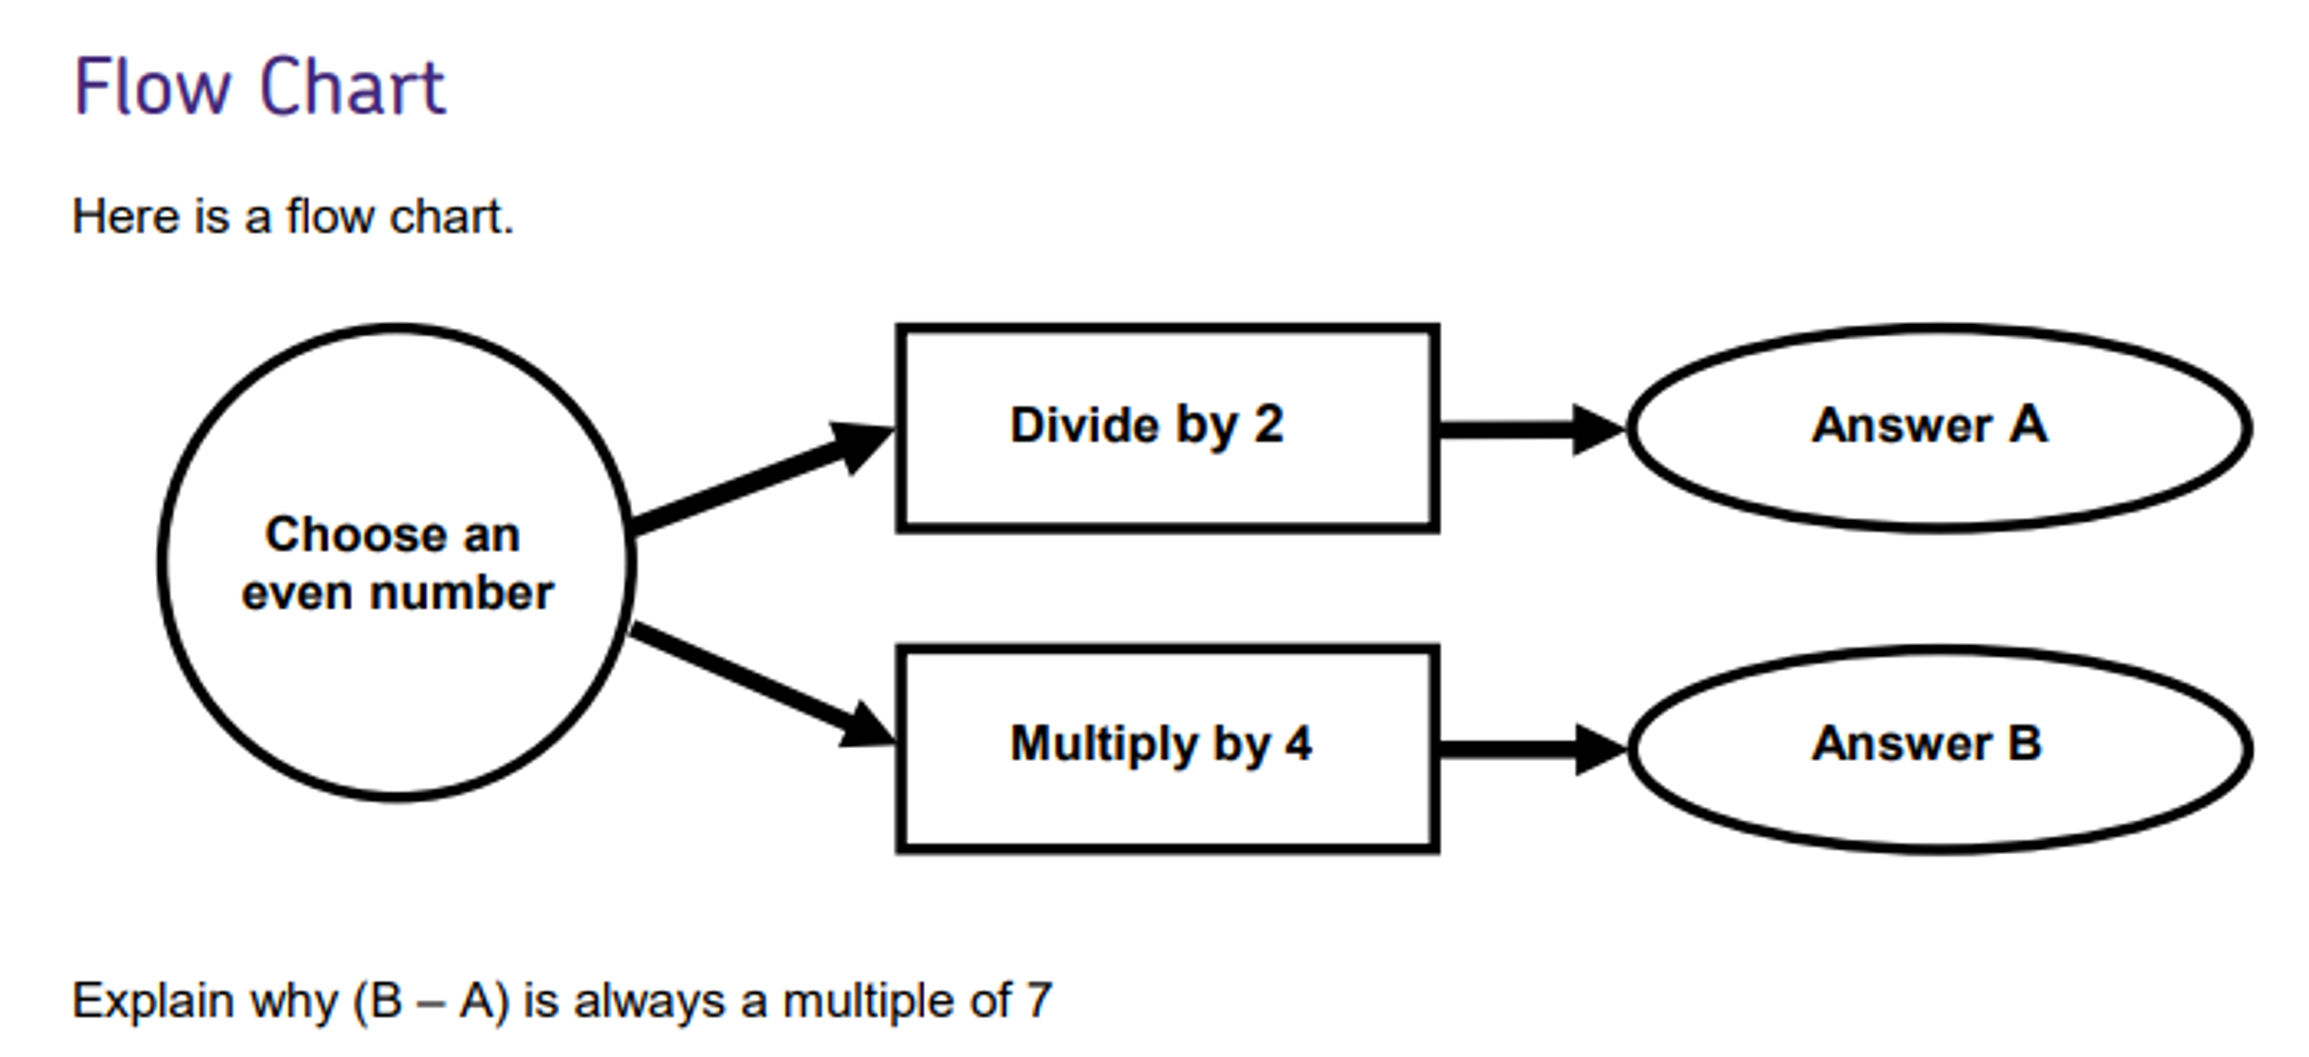 Flow Chart
Here is a flow chart.
Choose an
even number
Divide by 2
Answer A
Multiply by 4
Answer B
Explain why (B – A) is always a multiple of 7